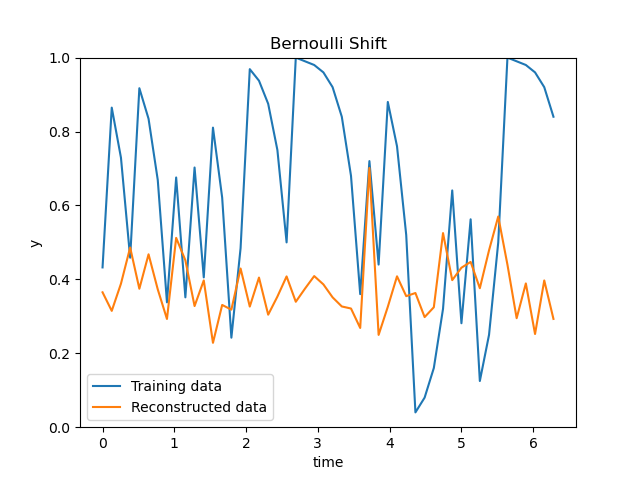 Bernoulli Shift
1.0
0.8
0.6
0.4
0.2
0.0
y
Training data
Reconstructed data
0 1 2 3 4 5 6
time